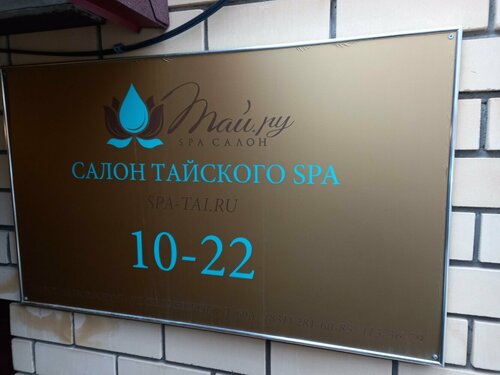 Тай.ру
SPA САЛОН
САЛОН ТАЙСКОГО SPA
SPA-TAI.RU
10-22